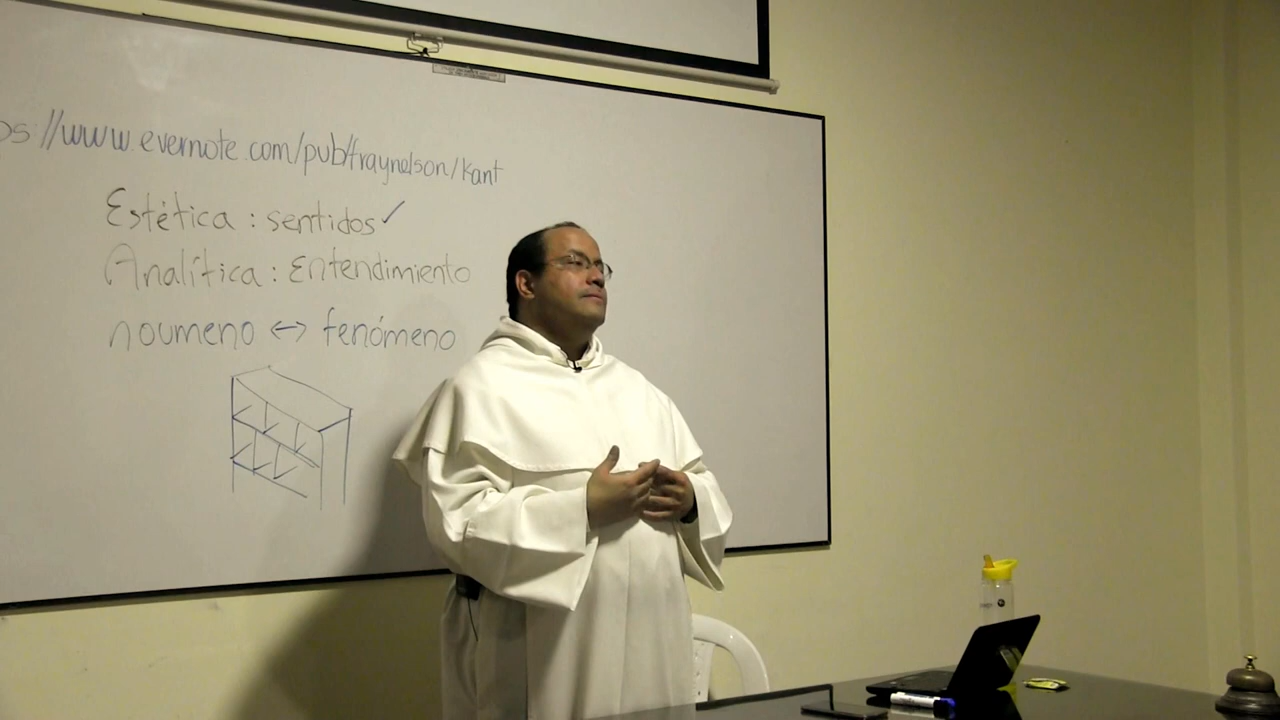 os://www.evernote.com/pub/fraynelson/kant
Estética : sentidos ✓
Analítica : Entendimiento
noumeno ↔ fenómeno